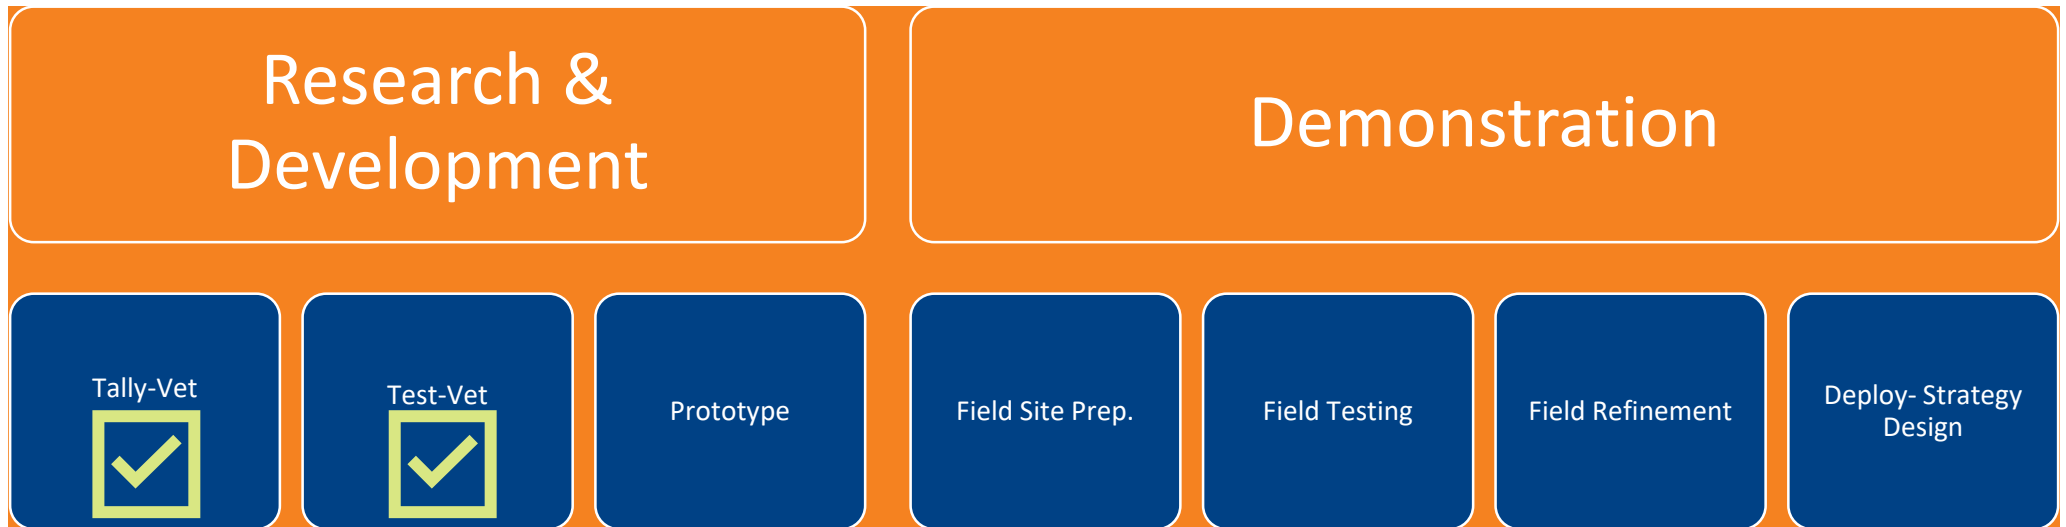 Research &
Development
Demonstration
Tally-Vet
Test-Vet
Prototype
Field Site Prep.
Field Testing
Field Refinement
Deploy- Strategy
Design